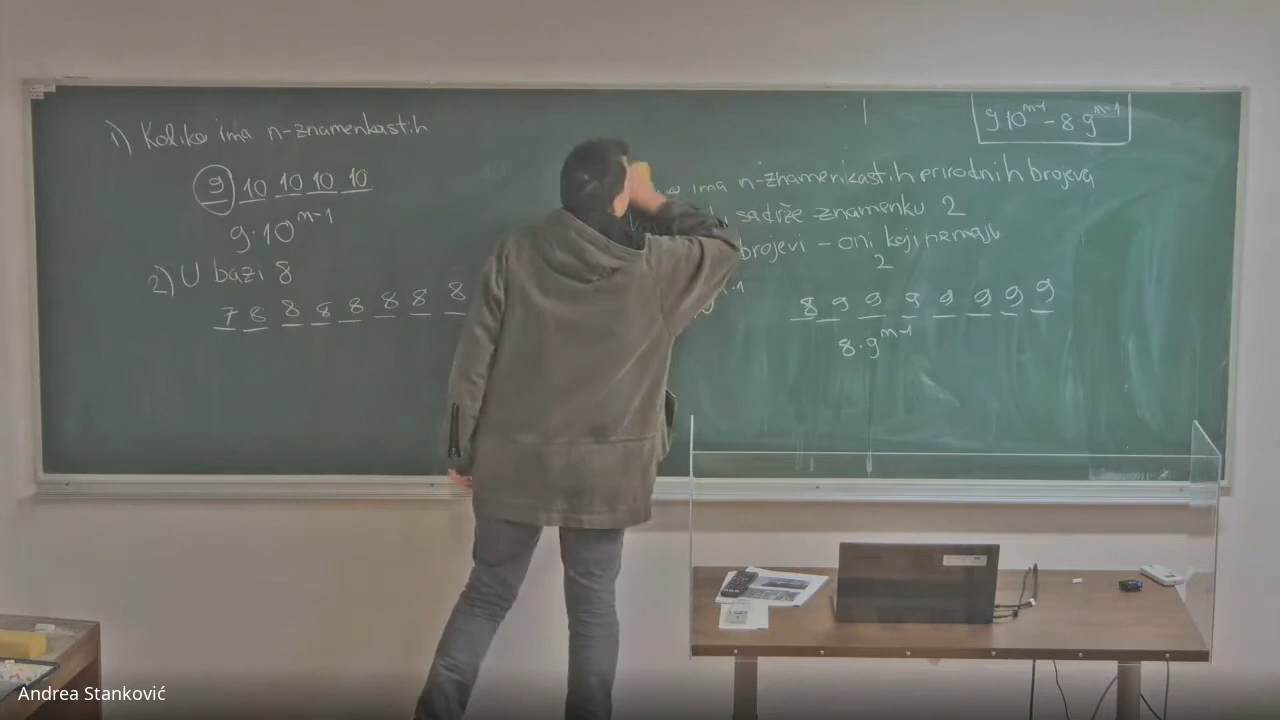 1) Koliko ima n-znamenkastih
9 10 10 10 10
9·10^{n-1}
2) U bazi 8
7 8 8 8 8 8 8 8
9·10^{n-1} - 8·9^{n-1}
ima n-znamenkastih prirodnih brojeva
sadrže znamenku 2
brojevi - oni koji nemaju
2
8 9 9 9 9 9 9 9
8·9^{n-1}
Andrea Stanković